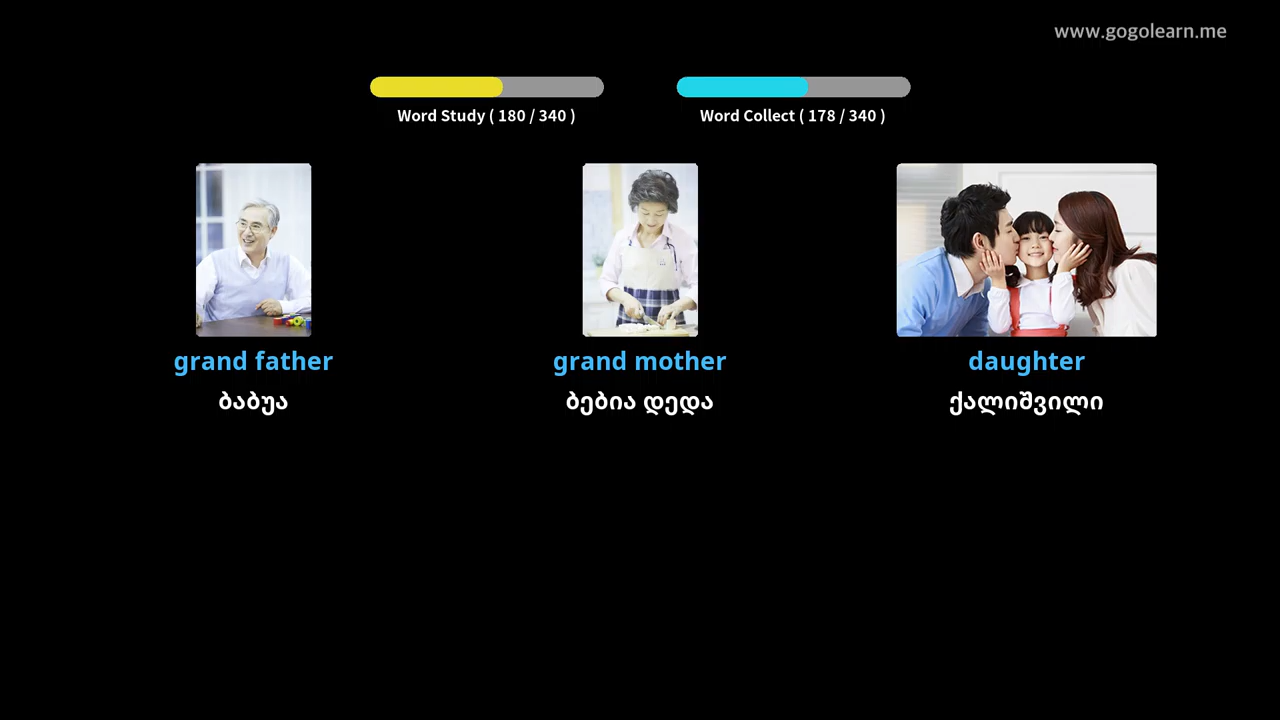 www.gogolearn.me
Word Study ( 180 / 340 )
Word Collect ( 178 / 340 )
grand father
ბაბუა
grand mother
ბებია დედა
daughter
ქალიშვილი